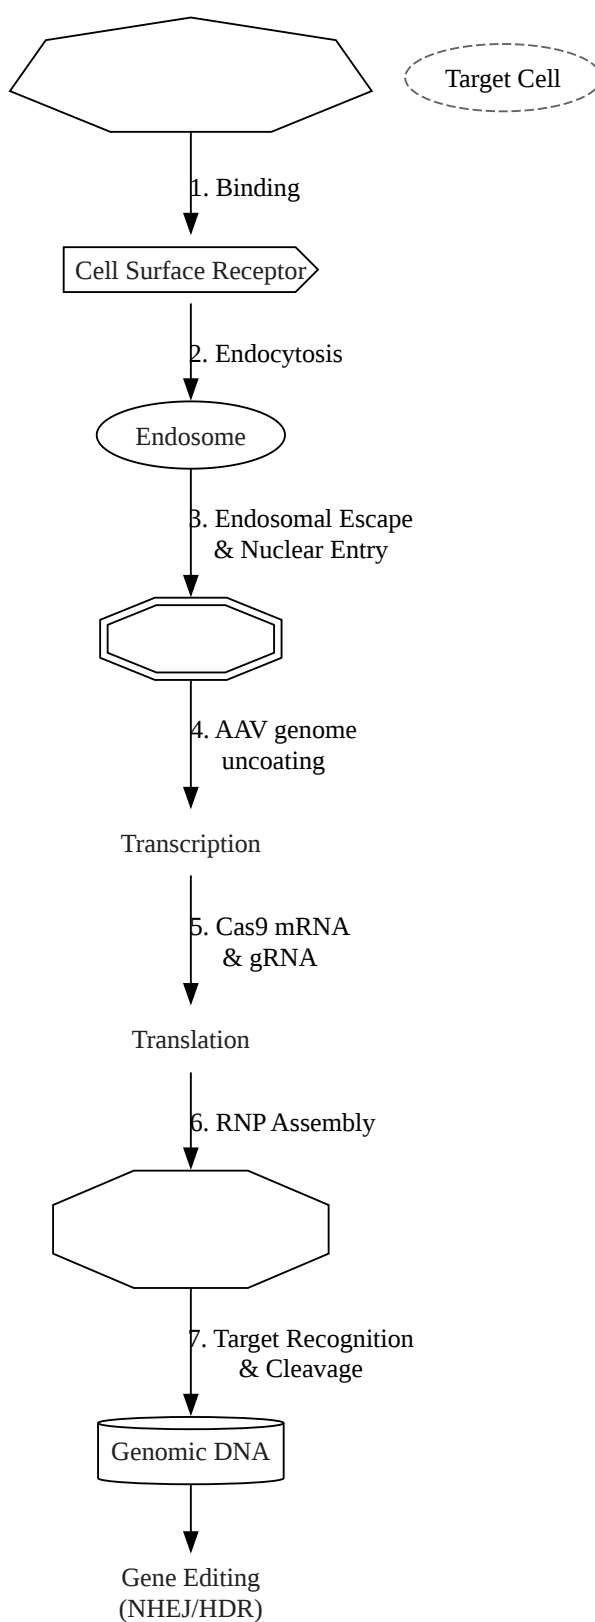 Target Cell
1. Binding
Cell Surface Receptor
2. Endocytosis
Endosome
3. Endosomal Escape
& Nuclear Entry
4. AAV genome
uncoating
Transcription
5. Cas9 mRNA
& gRNA
Translation
6. RNP Assembly
7. Target Recognition
& Cleavage
Genomic DNA
Gene Editing
(NHEJ/HDR)